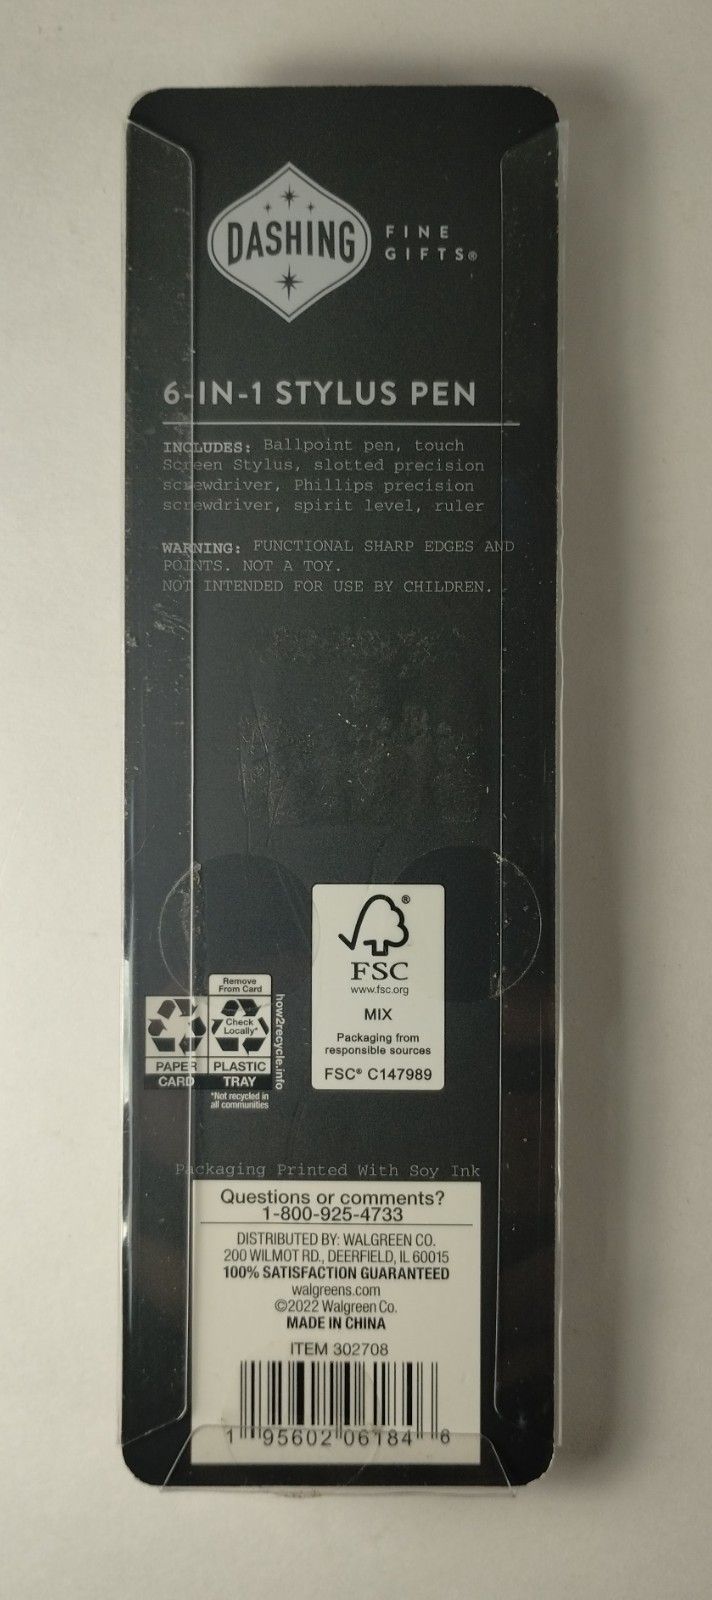 DASHING
FINE
GIFTS®
6-IN-1 STYLUS PEN
INCLUDES: Ballpoint pen, touch
Screen Stylus, slotted precision
screwdriver, Phillips precision
screwdriver, spirit level, ruler
WARNING: FUNCTIONAL SHARP EDGES AND
POINTS. NOT A TOY.
NOT INTENDED FOR USE BY CHILDREN.
®
FSC
www.fsc.org
MIX
Packaging from
responsible sources
FSC® C147989
Remove
From Card
Check
Locally*
how2recycle.info
PAPER
CARD
PLASTIC
TRAY
*Not recycled in
all communities
Packaging Printed With Soy Ink
Questions or comments?
1-800-925-4733
DISTRIBUTED BY: WALGREEN CO.
200 WILMOT RD., DEERFIELD, IL 60015
100% SATISFACTION GUARANTEED
walgreens.com
©2022 Walgreen Co.
MADE IN CHINA
ITEM 302708
1 95602 06184 6